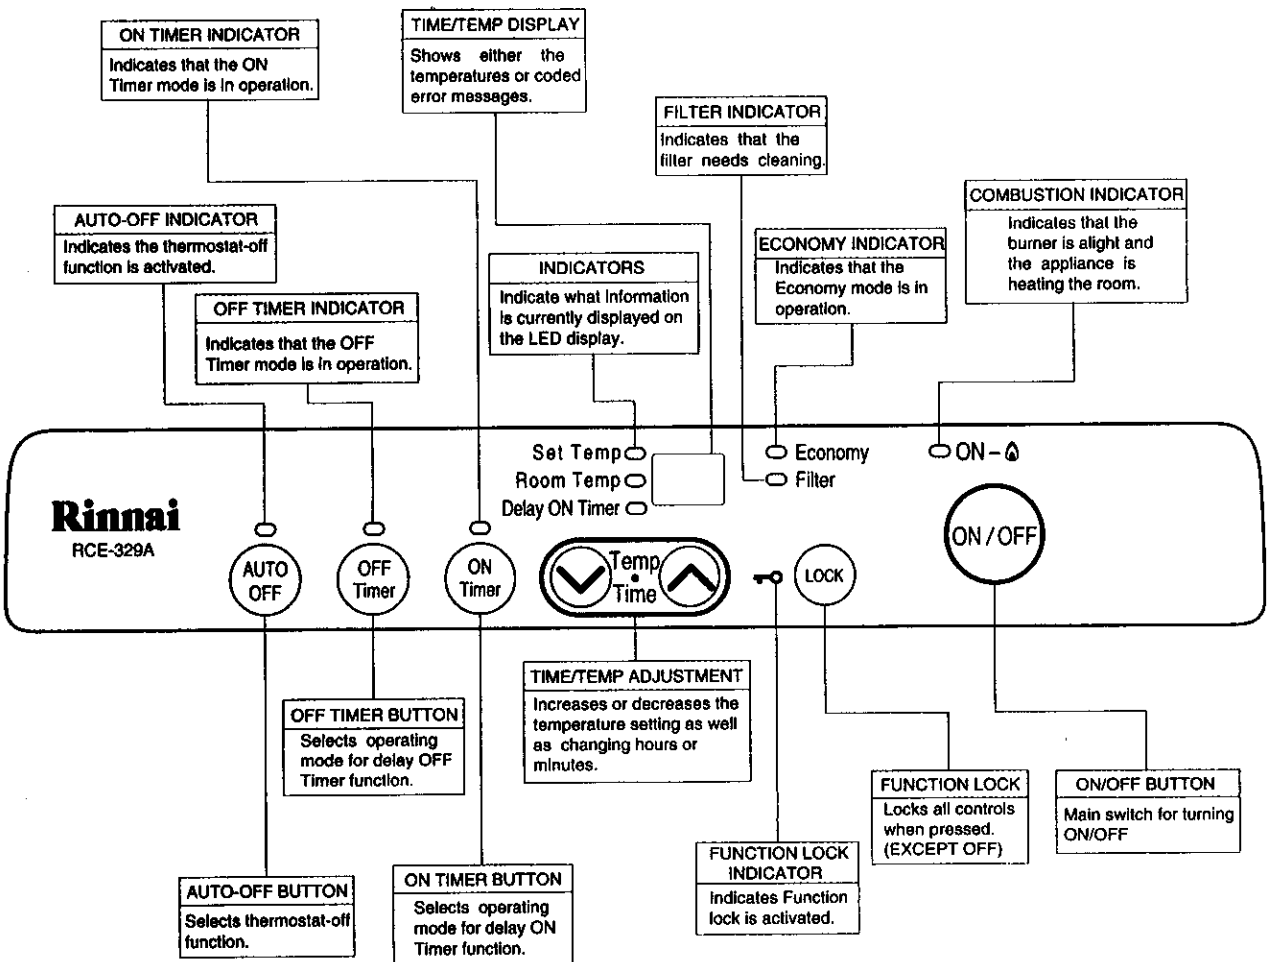 ON TIMER INDICATOR
Indicates that the ON
Timer mode is in operation.
TIME/TEMP DISPLAY
Shows either the
temperatures or coded
error messages.
FILTER INDICATOR
Indicates that the
filter needs cleaning.
COMBUSTION INDICATOR
Indicates that the
burner is alight and
the appliance is
heating the room.
AUTO-OFF INDICATOR
Indicates the thermostat-off
function is activated.
INDICATORS
Indicate what Information
is currently displayed on
the LED display.
ECONOMY INDICATOR
Indicates that the
Economy mode is in
operation.
OFF TIMER INDICATOR
Indicates that the OFF
Timer mode is in operation.
Set Temp
Room Temp
Delay ON Timer
Economy
Filter
ON –
Rinnai
RCE-329A
AUTO
OFF
OFF
Timer
ON
Timer
Temp
•
Time
LOCK
ON / OFF
TIME/TEMP ADJUSTMENT
Increases or decreases the
temperature setting as well
as changing hours or
minutes.
OFF TIMER BUTTON
Selects operating
mode for delay OFF
Timer function.
FUNCTION LOCK
Locks all controls
when pressed.
(EXCEPT OFF)
ON/OFF BUTTON
Main switch for turning
ON/OFF
FUNCTION LOCK
INDICATOR
Indicates Function
lock is activated.
AUTO-OFF BUTTON
Selects thermostat-off
function.
ON TIMER BUTTON
Selects operating
mode for delay ON
Timer function.